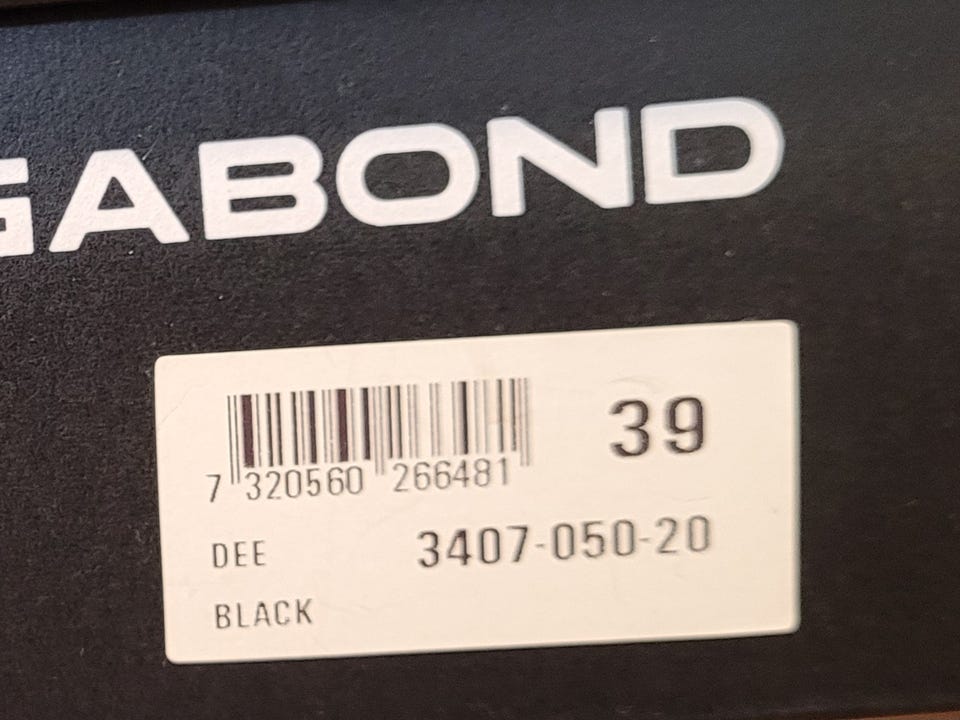 GABOND
39
7 320560 266481
DEE 3407-050-20
BLACK